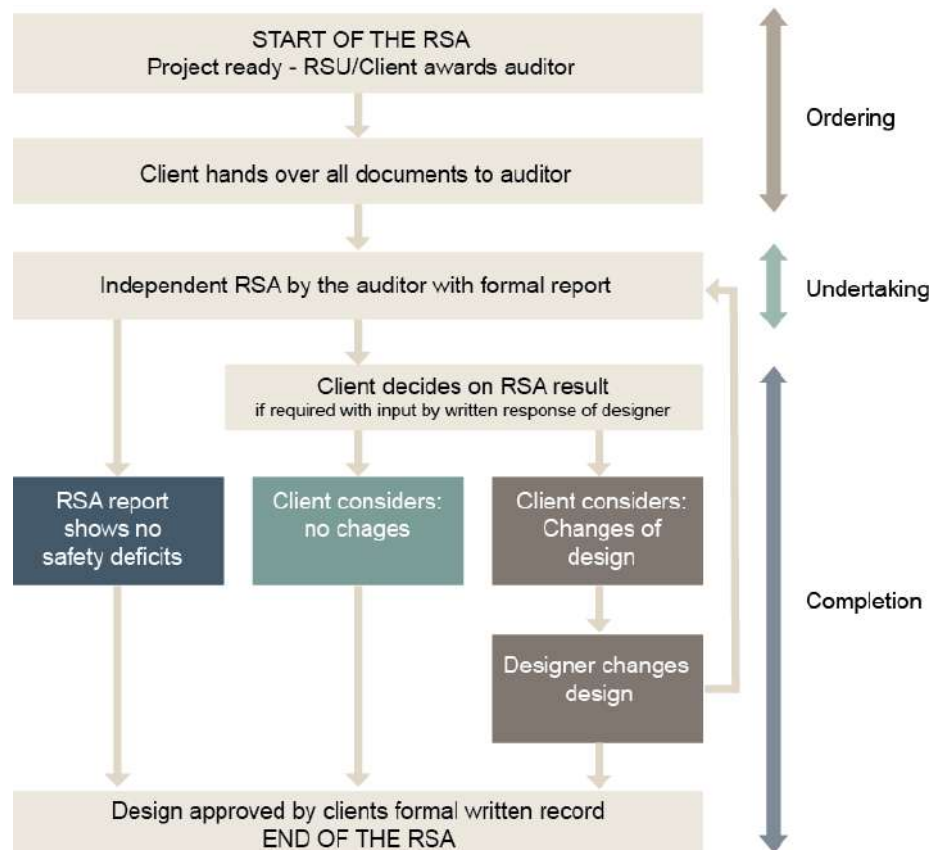 START OF THE RSA
Project ready - RSU/Client awards auditor
Ordering
Client hands over all documents to auditor
Independent RSA by the auditor with formal report
Undertaking
Client decides on RSA result
if required with input by written response of designer
RSA report
shows no
safety deficits
Client considers:
no chages
Client considers:
Changes of
design
Completion
Designer changes
design
Design approved by clients formal written record
END OF THE RSA